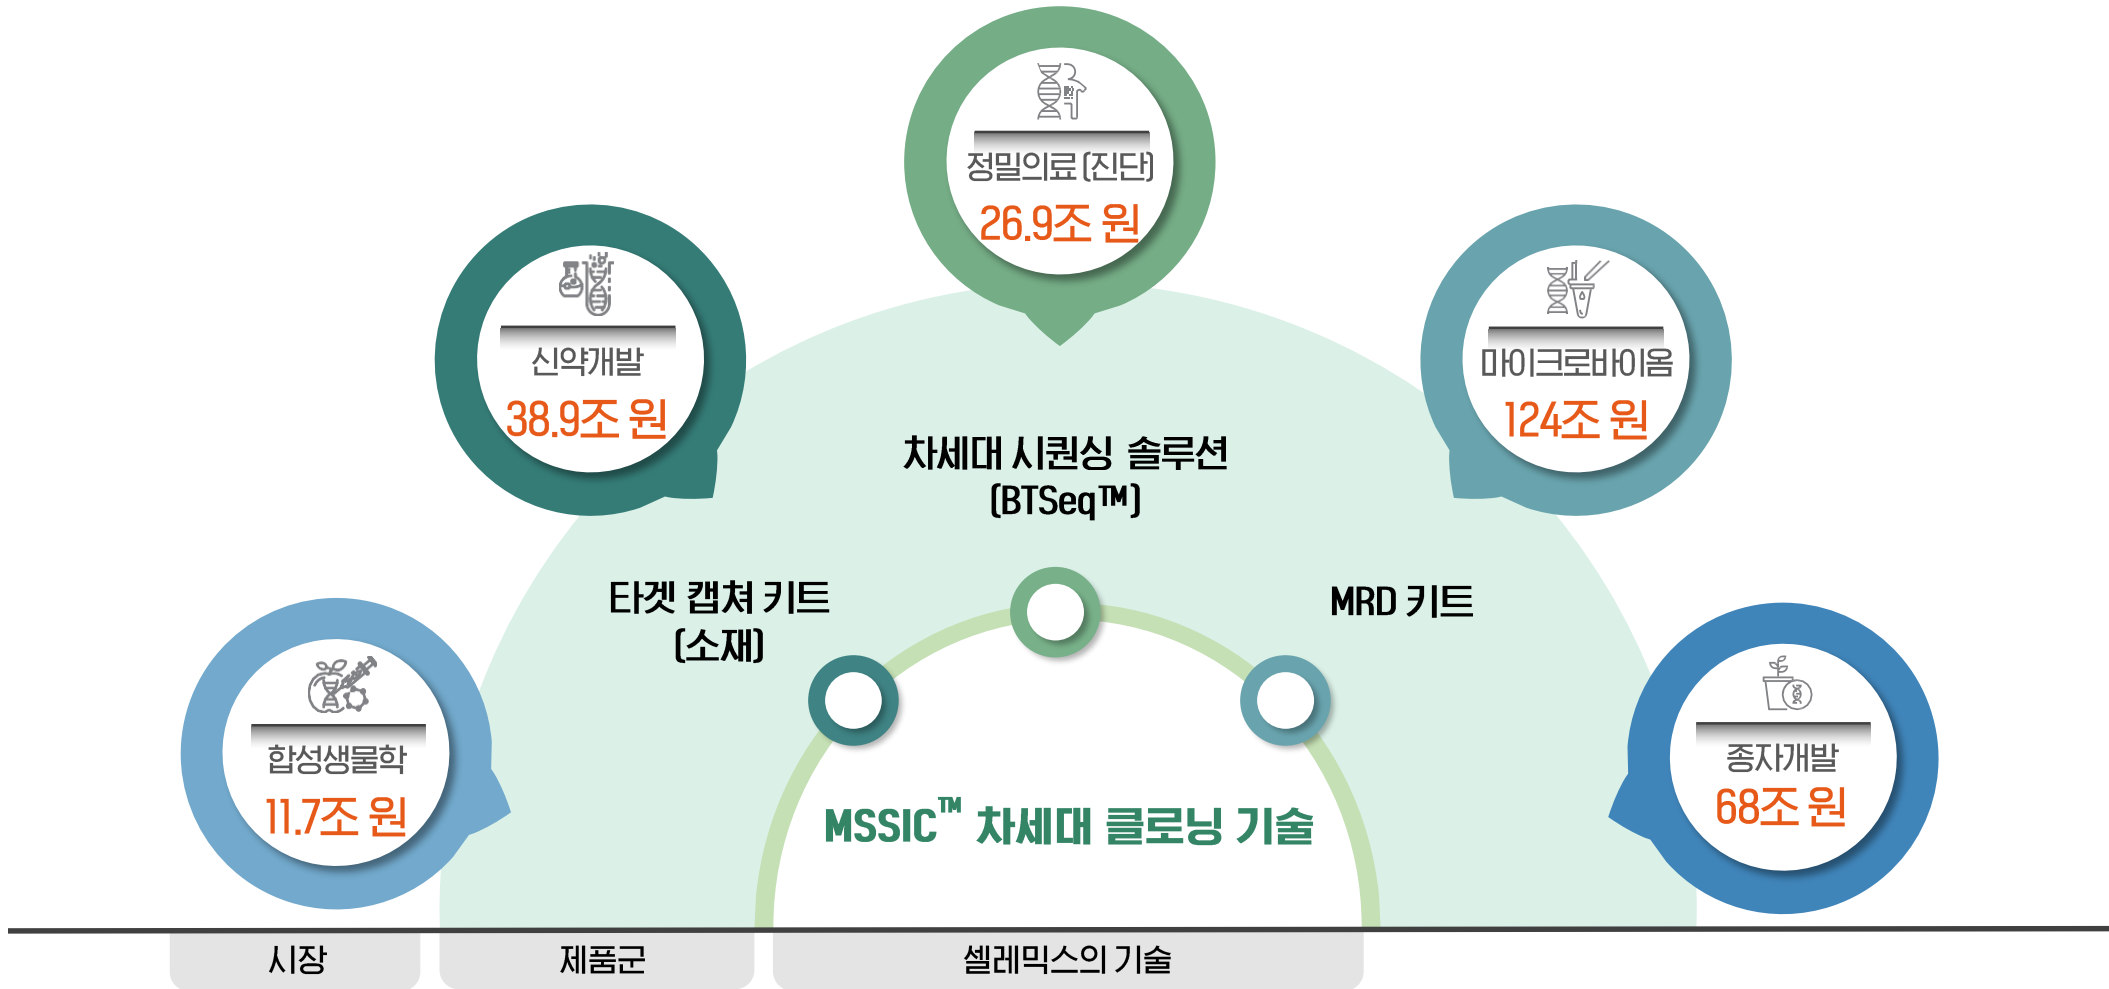 정밀의료 (진단)
26.9조 원
신약개발
38.9조 원
마이크로바이옴
124조 원
차세대 시퀀싱 솔루션
(BTSeq™)
타겟 캡쳐 키트
(소재)
MRD 키트
합성생물학
11.7조 원
종자개발
68조 원
MSSIC™ 차세대 클로닝 기술
시장
제품군
셀레믹스의 기술